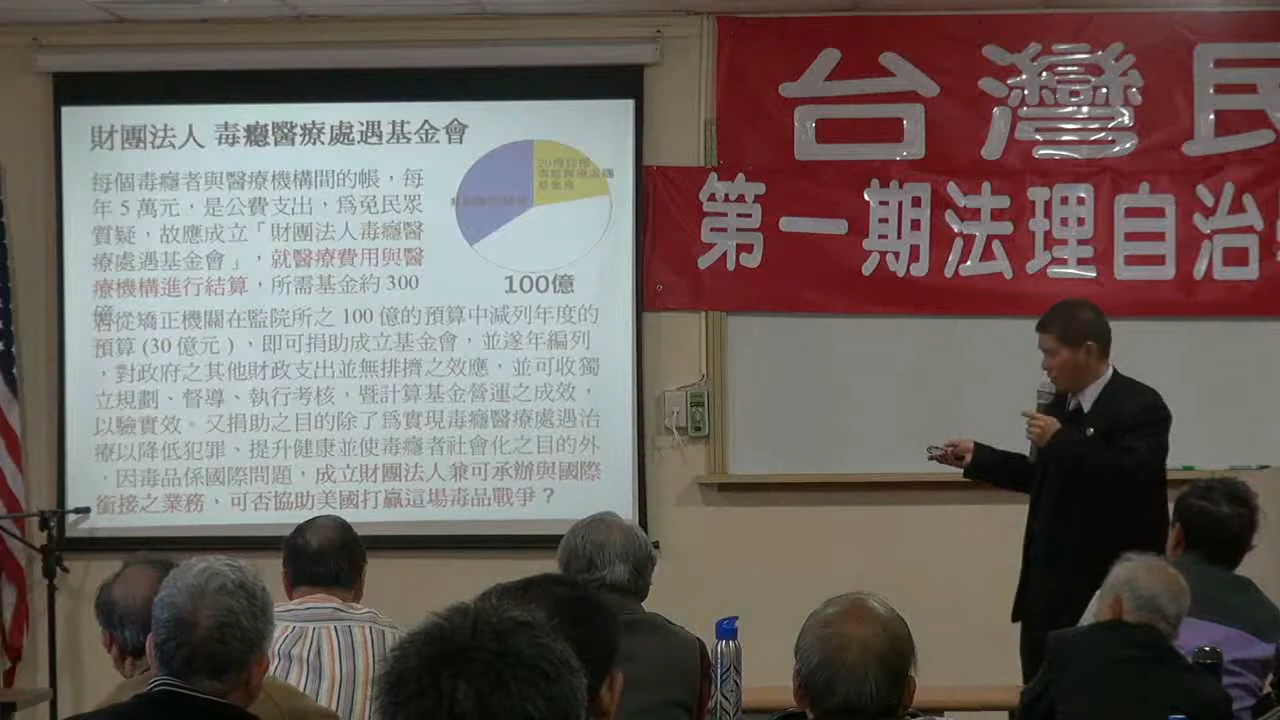 財團法人 毒癮醫療處遇基金會
每個毒癮者與醫療機構間的帳，每
年 5 萬元，是公費支出，爲免民眾
質疑，故應成立「財團法人毒癮醫
療處遇基金會」，就醫療費用與醫
療機構進行結算，所需基金約 300
億
若從矯正機關在監院所之 100 億的預算中減列年度的
預算 (30 億元 ) ，即可捐助成立基金會，並逐年編列
，對政府之其他財政支出並無排擠之效應，並可收獨
立規劃、督導、執行考核，暨計算基金營運之成效，
以驗實效。又捐助之目的除了爲實現毒癮醫療處遇治
療以降低犯罪、提升健康並使毒癮者社會化之目的外
，因毒品係國際問題，成立財團法人兼可承辦與國際
銜接之業務，可否協助美國打贏這場毒品戰爭？
100億
台灣民
第一期法理自治